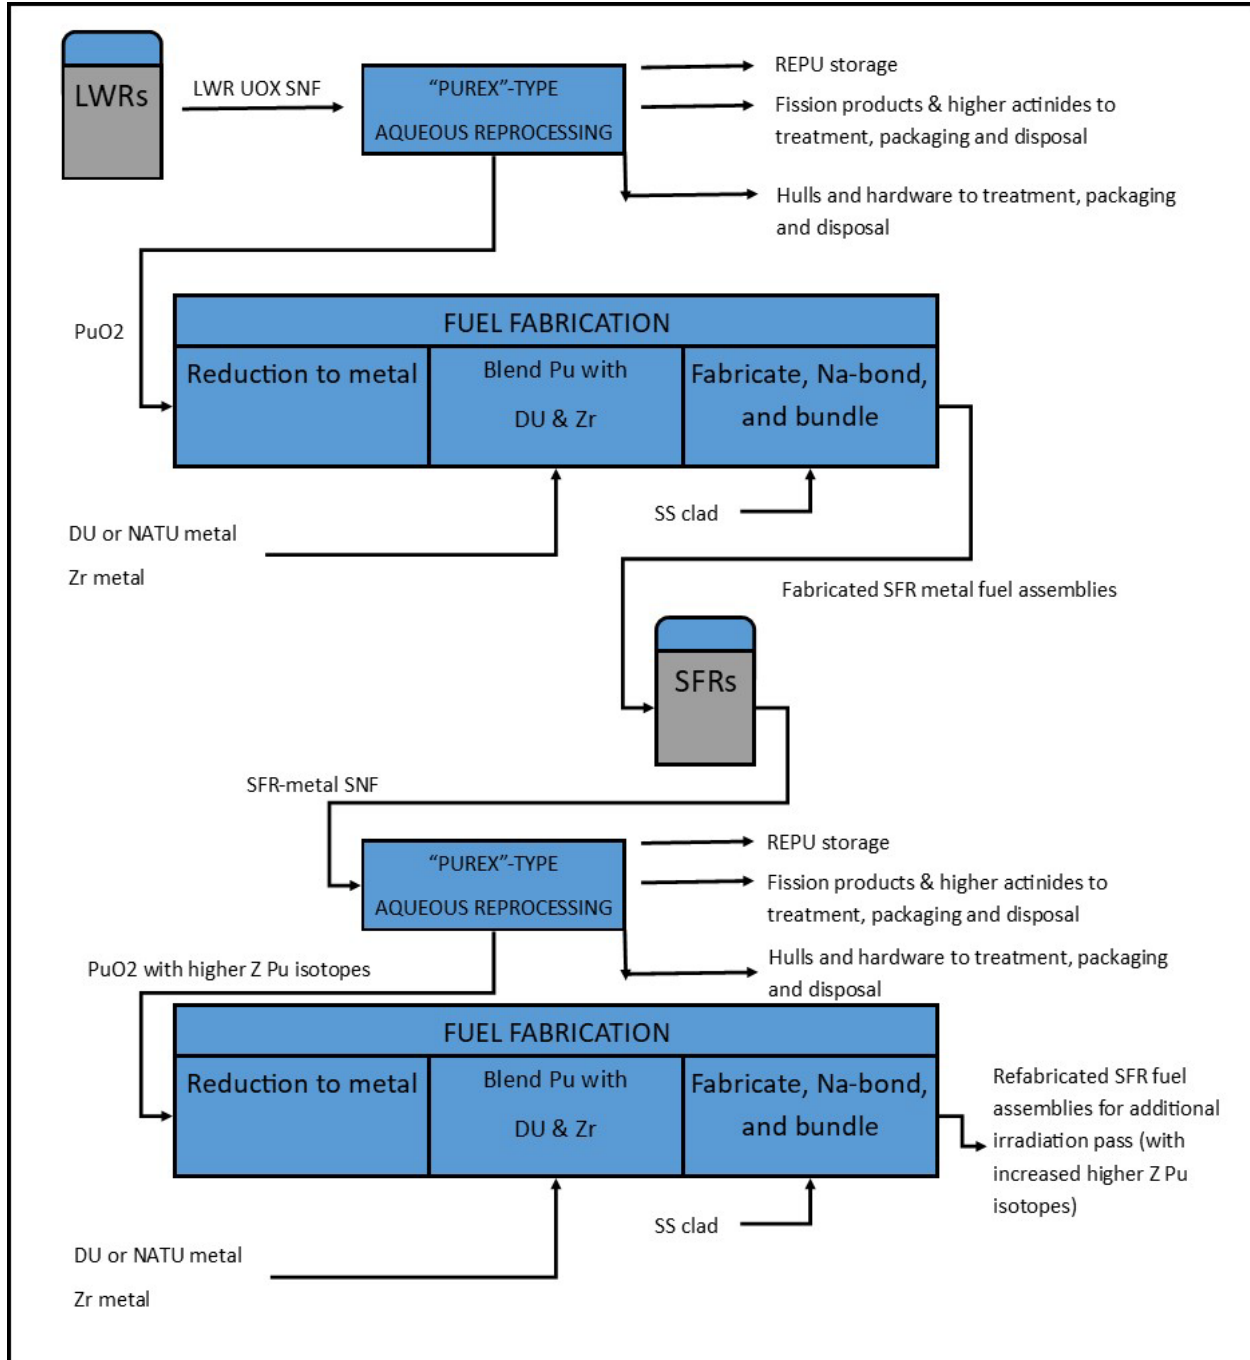 LWRs
LWR UOX SNF
“PUREX”-TYPE
AQUEOUS REPROCESSING
REPU storage
Fission products & higher actinides to
treatment, packaging and disposal
Hulls and hardware to treatment, packaging
and disposal
PuO2
FUEL FABRICATION
Reduction to metal
Blend Pu with
DU & Zr
Fabricate, Na-bond,
and bundle
SS clad
DU or NATU metal
Zr metal
Fabricated SFR metal fuel assemblies
SFRs
SFR-metal SNF
“PUREX”-TYPE
AQUEOUS REPROCESSING
REPU storage
Fission products & higher actinides to
treatment, packaging and disposal
Hulls and hardware to treatment, packaging
and disposal
PuO2 with higher Z Pu isotopes
FUEL FABRICATION
Reduction to metal
Blend Pu with
DU & Zr
Fabricate, Na-bond,
and bundle
Refabricated SFR fuel
assemblies for additional
irradiation pass (with
increased higher Z Pu
isotopes)
SS clad
DU or NATU metal
Zr metal